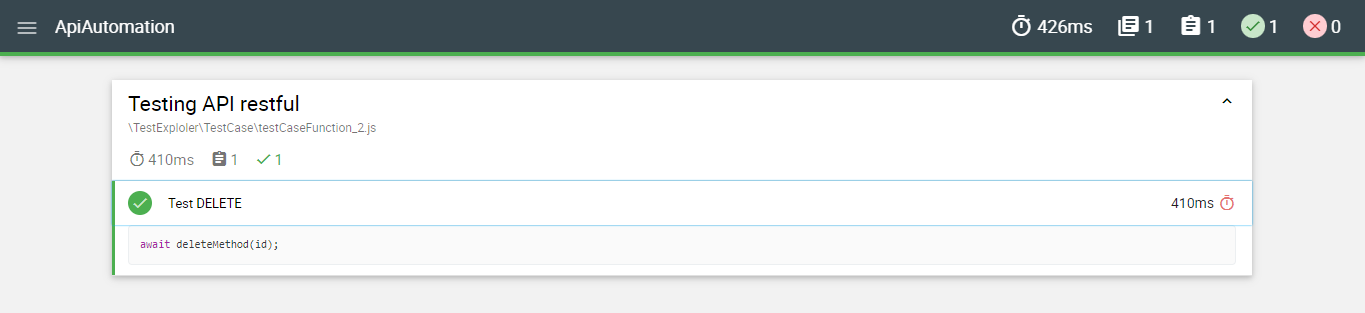 ApiAutomation 426ms 1 1 1 0
Testing API restful
\TestExploler\TestCase\testCaseFunction_2.js
410ms 1 1
Test DELETE 410ms
await deleteMethod(id);